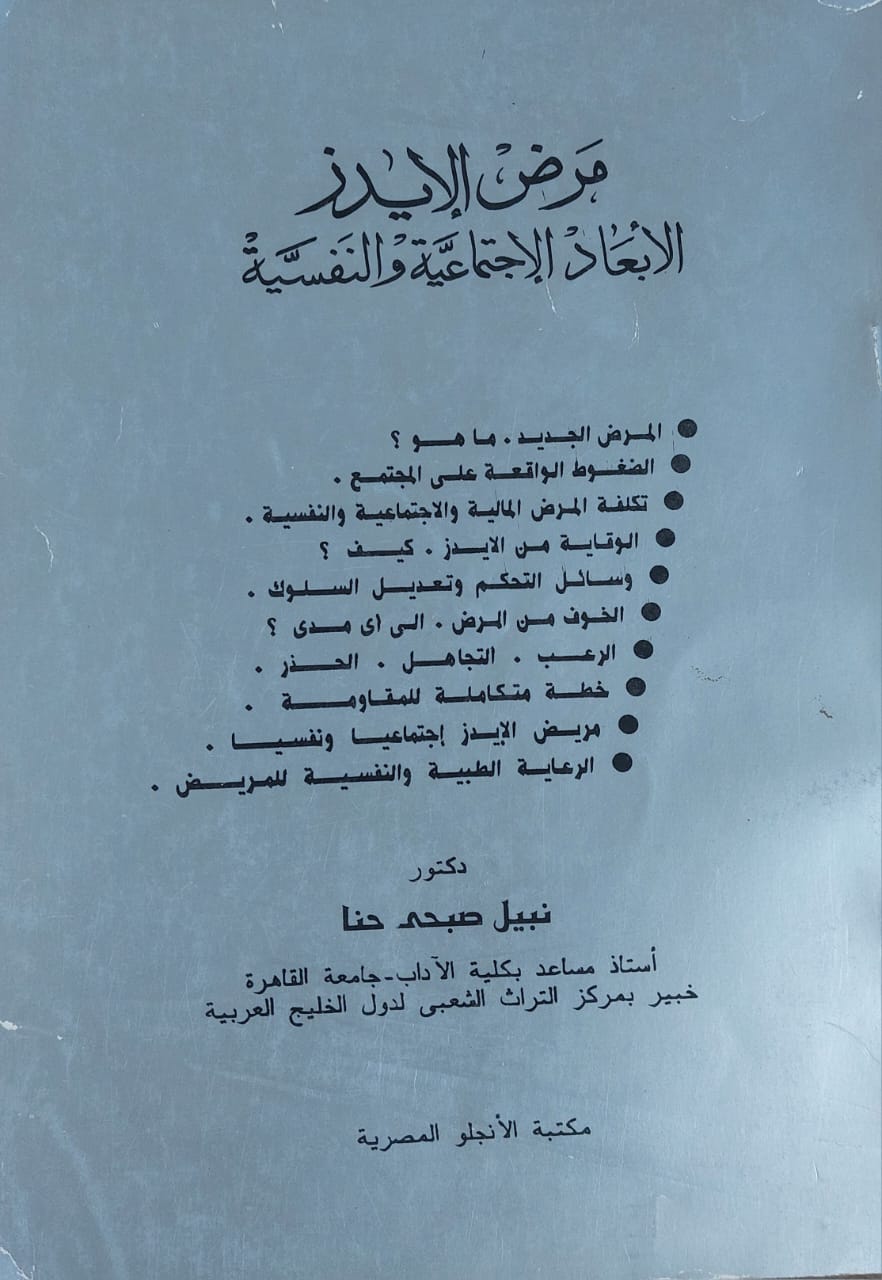 مرض الإيدز
الأبعاد الإجتماعية والنفسية
● المرض الجديد . ما هو ؟
● الضغوط الواقعة على المجتمع .
● تكلفة المرض المالية والاجتماعية والنفسية .
● الوقاية من الايدز . كيف ؟
● وسائل التحكم وتعديل السلوك .
● الخوف من المرض . الى اى مدى ؟
● الرعب . التجاهل . الحذر .
● خطة متكاملة للمقاومة .
● مريض الإيدز إجتماعيا ونفسيا .
● الرعاية الطبية والنفسية للمريض .
دكتور
نبيل صبحى حنا
أستاذ مساعد بكلية الآداب - جامعة القاهرة
خبير بمركز التراث الشعبى لدول الخليج العربية
مكتبة الأنجلو المصرية